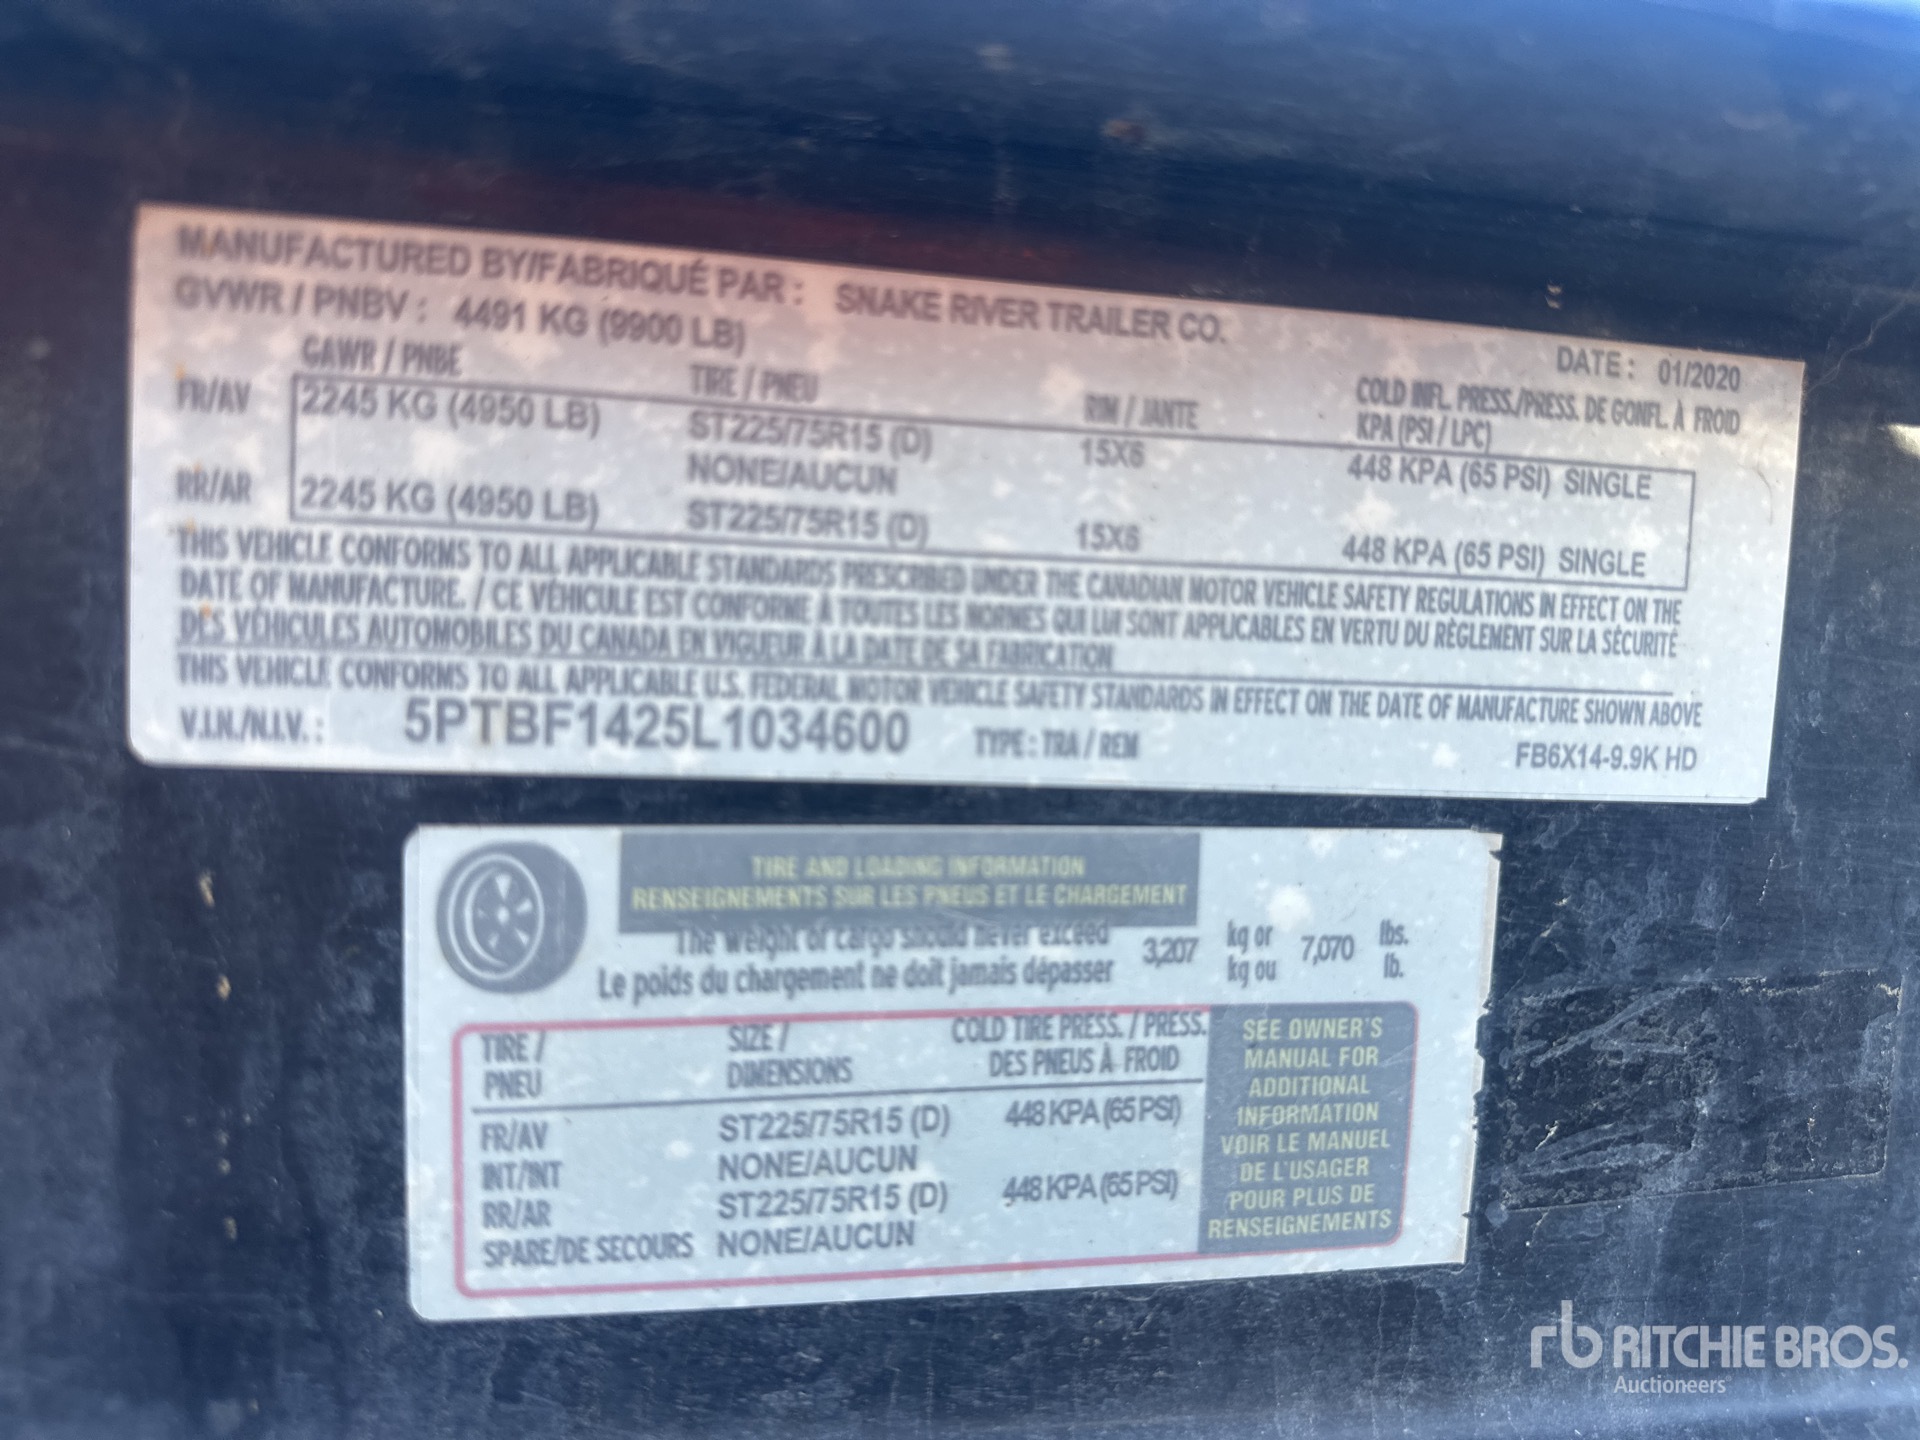 MANUFACTURED BY/FABRIQUÉ PAR : SNAKE RIVER TRAILER CO.
GVWR / PNBV : 4491 KG (9900 LB)
DATE : 01/2020
GAWR / PNBE TIRE / PNEU RIM / JANTE COLD INFL. PRESS./PRESS. DE GONFL. À FROID
KPA (PSI / LPC)
FR/AV 2245 KG (4950 LB) ST225/75R15 (D) 15X6 448 KPA (65 PSI) SINGLE
NONE/AUCUN
RR/AR 2245 KG (4950 LB) ST225/75R15 (D) 15X6 448 KPA (65 PSI) SINGLE
THIS VEHICLE CONFORMS TO ALL APPLICABLE STANDARDS PRESCRIBED UNDER THE CANADIAN MOTOR VEHICLE SAFETY REGULATIONS IN EFFECT ON THE
DATE OF MANUFACTURE. / CE VÉHICULE EST CONFORME À TOUTES LES NORMES QUI LUI SONT APPLICABLES EN VERTU DU RÈGLEMENT SUR LA SÉCURITÉ
DES VÉHICULES AUTOMOBILES DU CANADA EN VIGUEUR À LA DATE DE SA FABRICATION
THIS VEHICLE CONFORMS TO ALL APPLICABLE U.S. FEDERAL MOTOR VEHICLE SAFETY STANDARDS IN EFFECT ON THE DATE OF MANUFACTURE SHOWN ABOVE
V.I.N./N.I.V. : 5PTBF1425L1034600 TYPE : TRA / REM FB6X14-9.9K HD
TIRE AND LOADING INFORMATION
RENSEIGNEMENTS SUR LES PNEUS ET LE CHARGEMENT
The weight of cargo should never exceed 3,207 kg or 7,070 lbs.
Le poids du chargement ne doit jamais dépasser kg ou lb.
TIRE / SIZE / COLD TIRE PRESS. / PRESS.
PNEU DIMENSIONS DES PNEUS À FROID
FR/AV ST225/75R15 (D) 448 KPA (65 PSI)
INT/INT NONE/AUCUN
RR/AR ST225/75R15 (D) 448 KPA (65 PSI)
SPARE/DE SECOURS NONE/AUCUN
SEE OWNER'S
MANUAL FOR
ADDITIONAL
INFORMATION
VOIR LE MANUEL
DE L'USAGER
POUR PLUS DE
RENSEIGNEMENTS
rb RITCHIE BROS.
Auctioneers